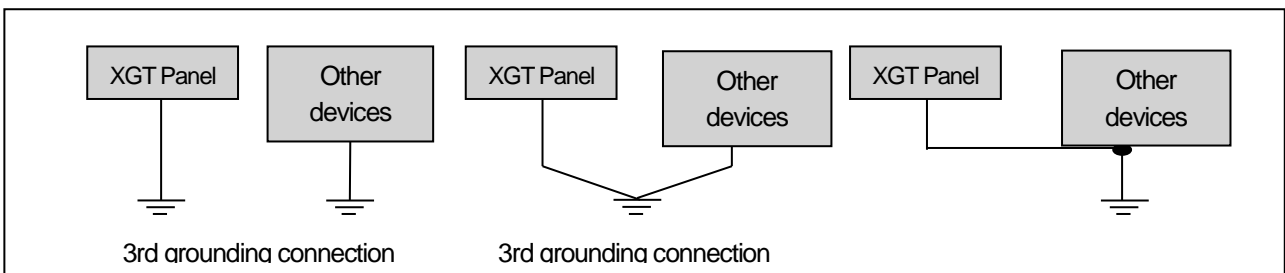 XGT Panel
Other
devices
XGT Panel
Other
devices
XGT Panel
Other
devices
3rd grounding connection
3rd grounding connection